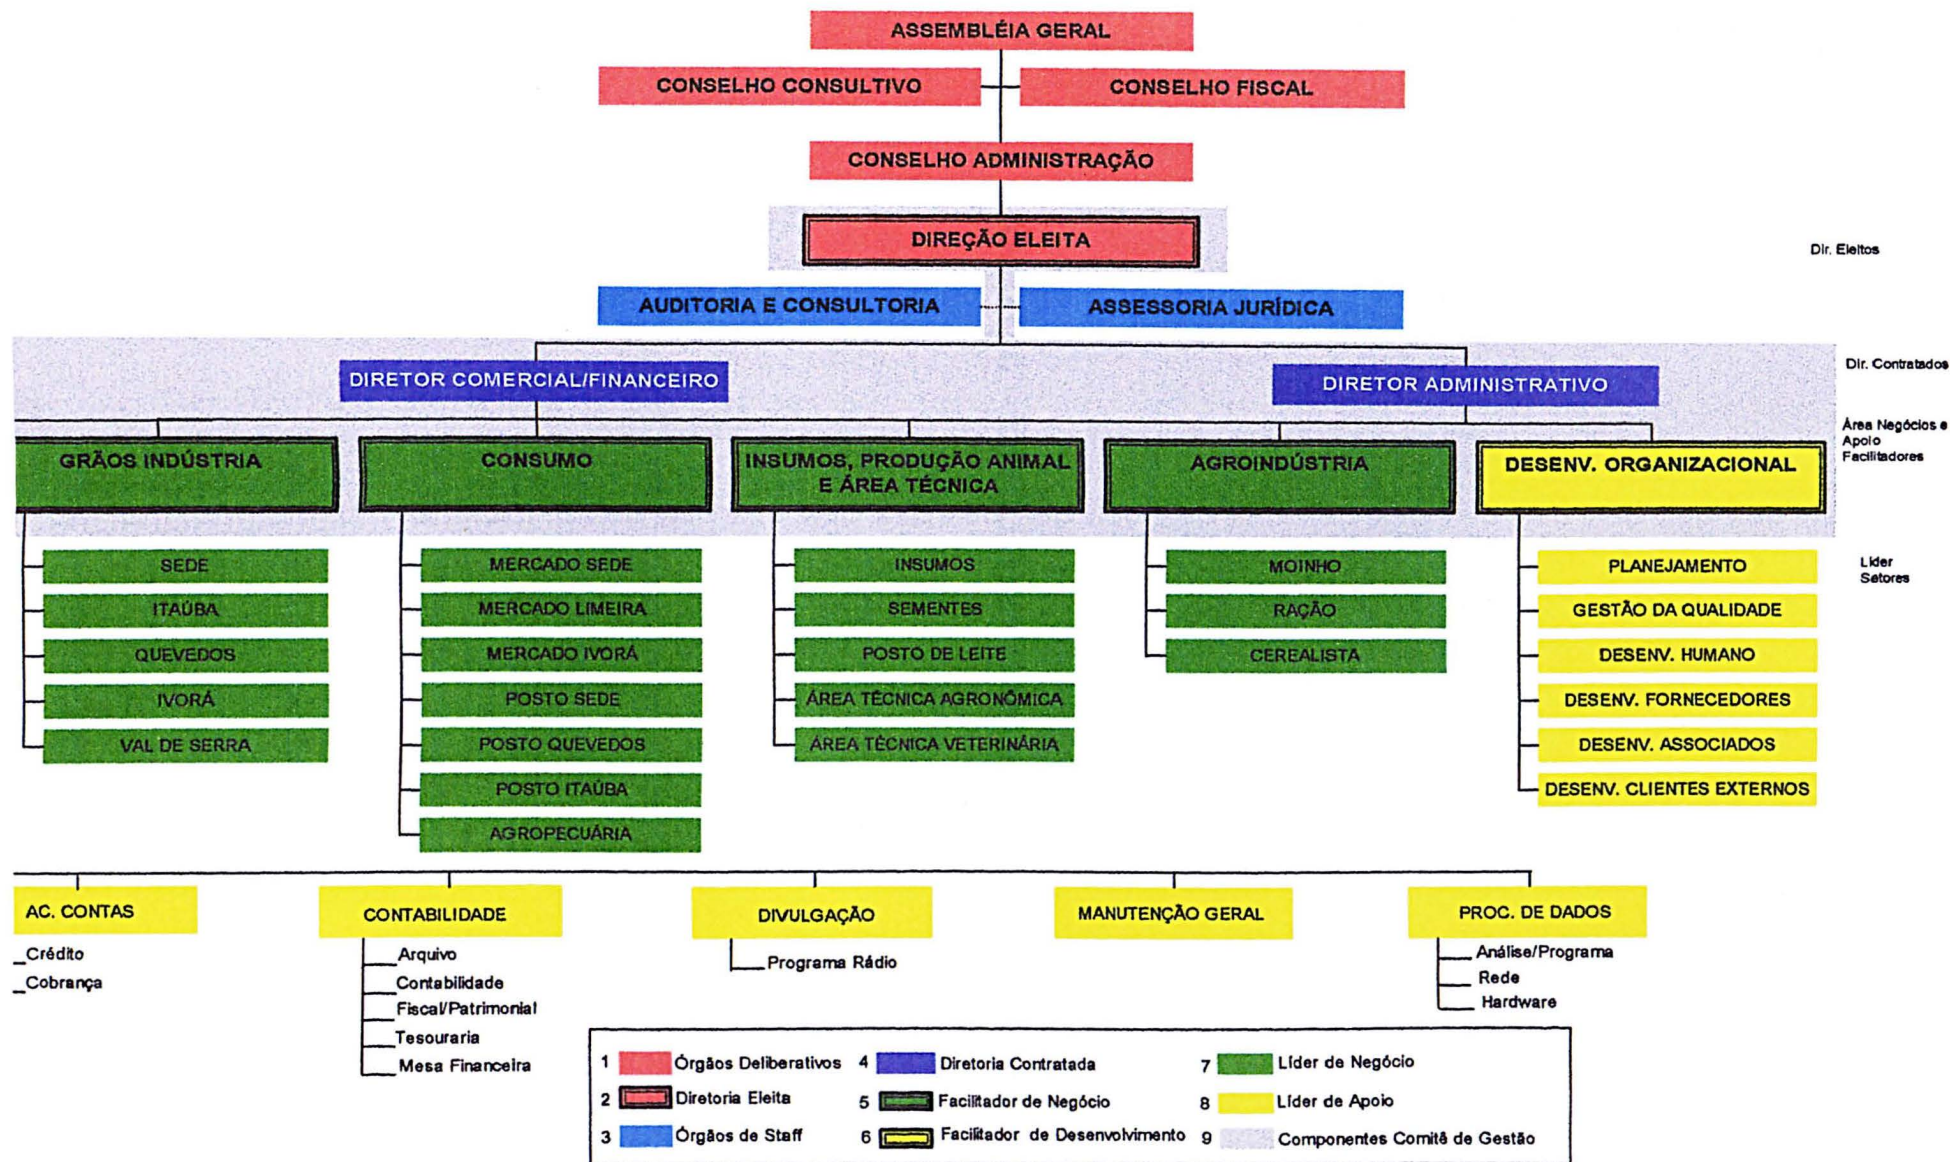 ASSEMBLÉIA GERAL
CONSELHO CONSULTIVO
CONSELHO FISCAL
CONSELHO ADMINISTRAÇÃO
DIREÇÃO ELEITA
Dir. Eleitos
AUDITORIA E CONSULTORIA
ASSESSORIA JURÍDICA
DIRETOR COMERCIAL/FINANCEIRO
DIRETOR ADMINISTRATIVO
Dir. Contratados
Área Negócios e
Apoio
Facilitadores
GRÃOS INDÚSTRIA
CONSUMO
INSUMOS, PRODUÇÃO ANIMAL
E ÁREA TÉCNICA
AGROINDÚSTRIA
DESENV. ORGANIZACIONAL
Líder
Setores
SEDE
ITAÚBA
QUEVEDOS
IVORÁ
VAL DE SERRA
MERCADO SEDE
MERCADO LIMEIRA
MERCADO IVORÁ
POSTO SEDE
POSTO QUEVEDOS
POSTO ITAÚBA
AGROPECUÁRIA
INSUMOS
SEMENTES
POSTO DE LEITE
ÁREA TÉCNICA AGRONÔMICA
ÁREA TÉCNICA VETERINÁRIA
MOINHO
RAÇÃO
CEREALISTA
PLANEJAMENTO
GESTÃO DA QUALIDADE
DESENV. HUMANO
DESENV. FORNECEDORES
DESENV. ASSOCIADOS
DESENV. CLIENTES EXTERNOS
AC. CONTAS
Crédito
Cobrança
CONTABILIDADE
Arquivo
Contabilidade
Fiscal/Patrimonial
Tesouraria
Mesa Financeira
DIVULGAÇÃO
Programa Rádio
MANUTENÇÃO GERAL
PROC. DE DADOS
Análise/Programa
Rede
Hardware
1 Órgãos Deliberativos
2 Diretoria Eleita
3 Órgãos de Staff
4 Diretoria Contratada
5 Facilitador de Negócio
6 Facilitador de Desenvolvimento
7 Líder de Negócio
8 Líder de Apoio
9 Componentes Comitê de Gestão